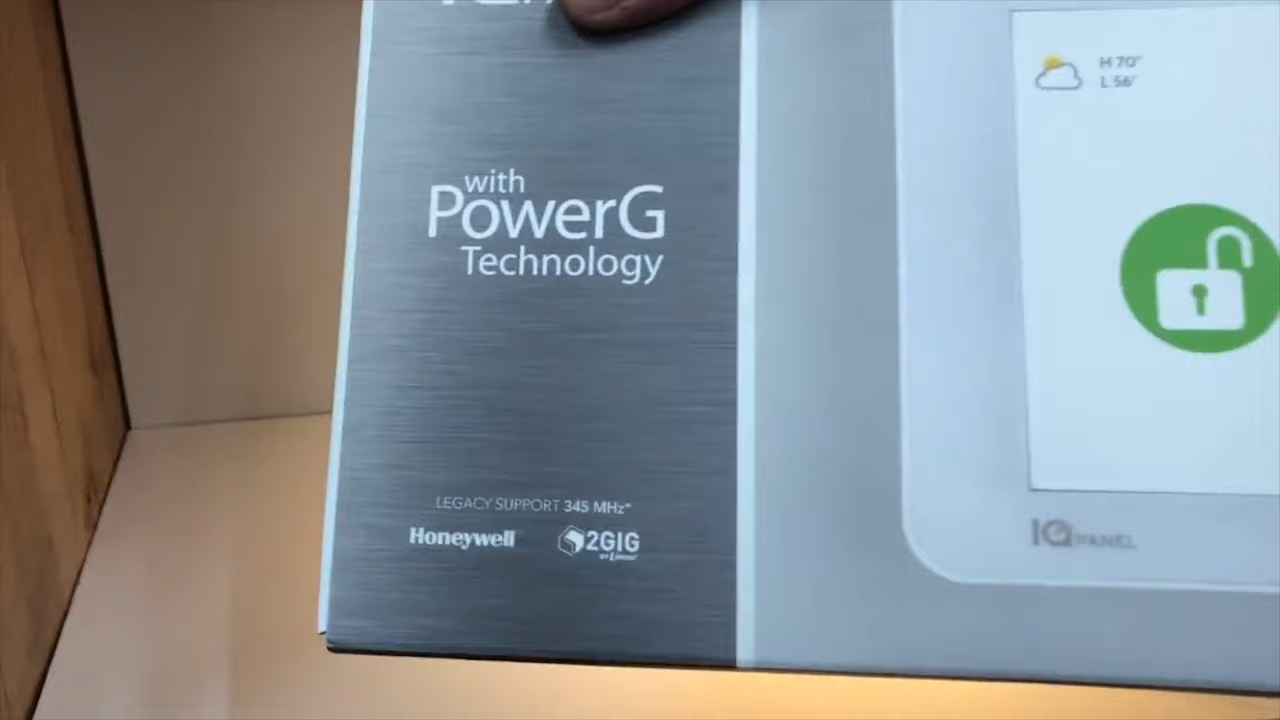 with
PowerG
Technology
LEGACY SUPPORT 345 MHz
Honeywell
2GIG
H 70°
L 56°
IQ PANEL